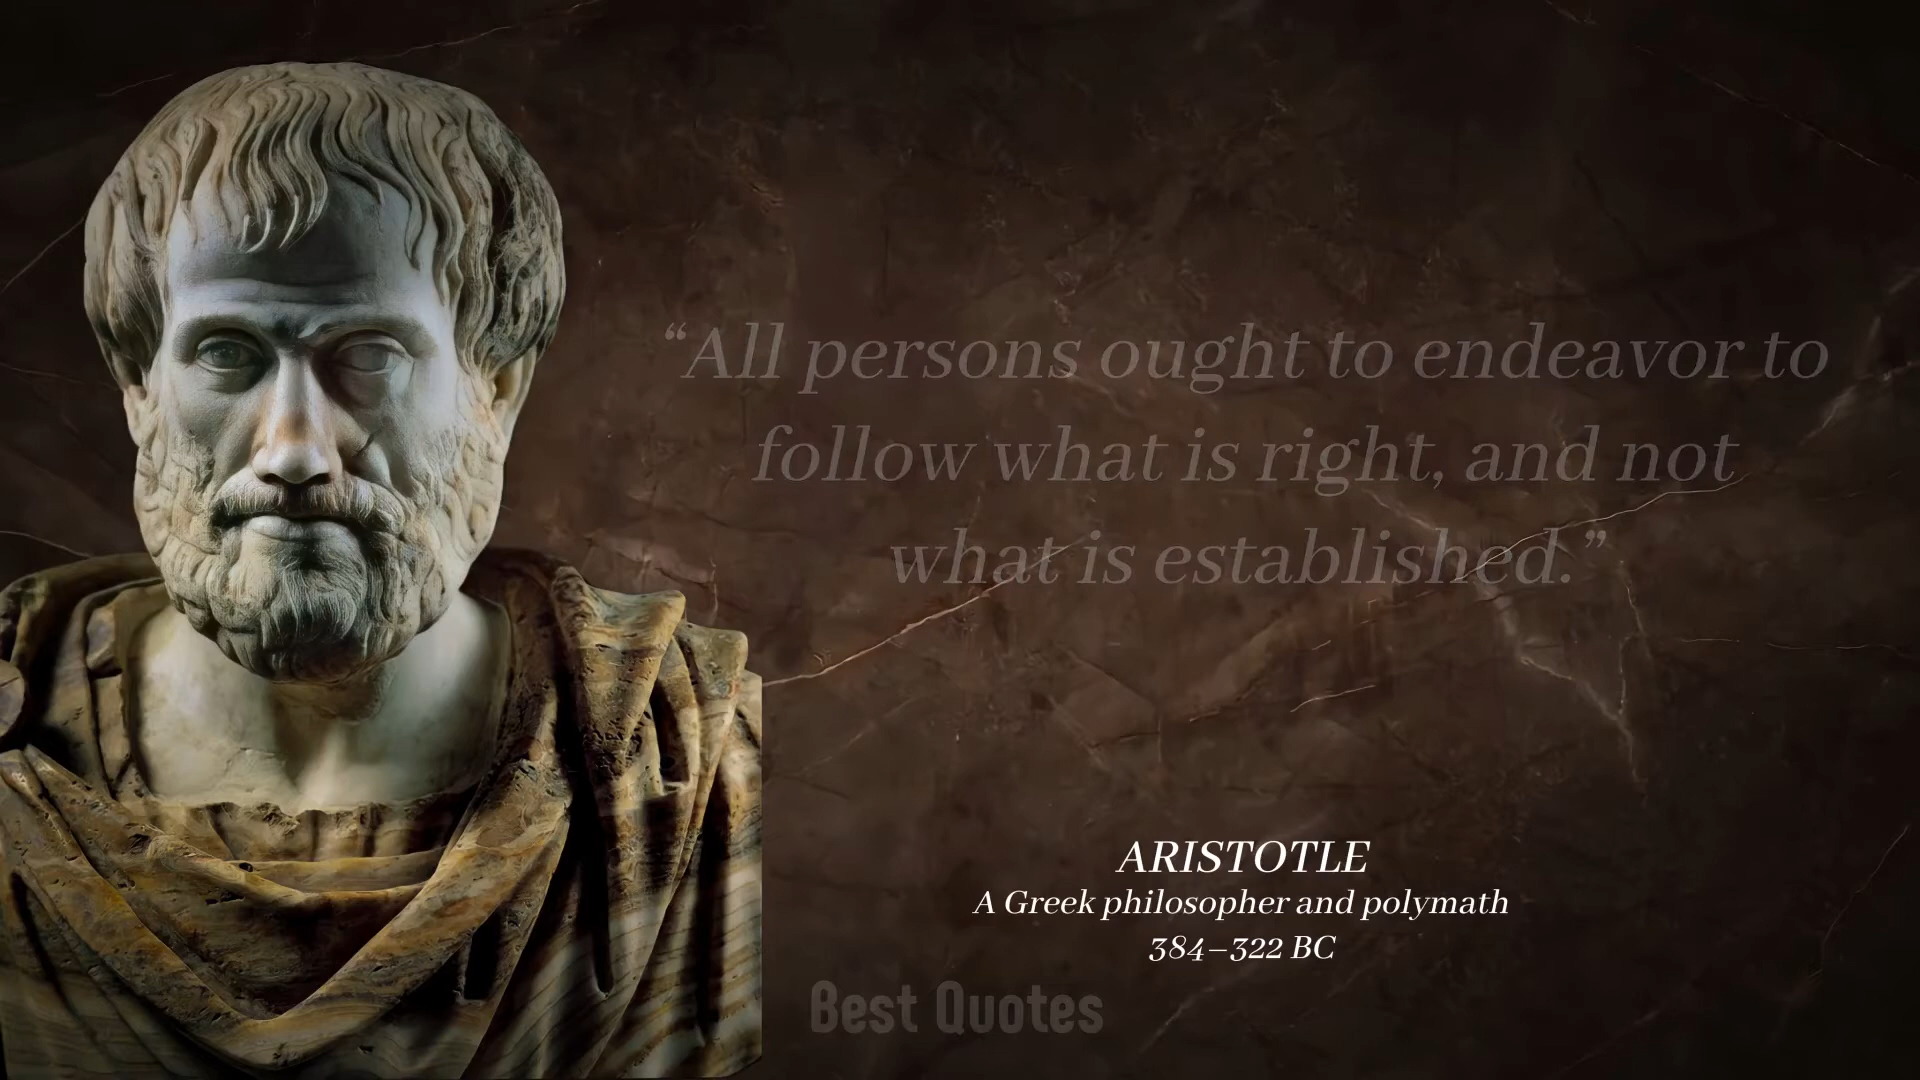 “All persons ought to endeavor to
follow what is right, and not
what is established.”
ARISTOTLE
A Greek philosopher and polymath
384–322 BC
Best Quotes